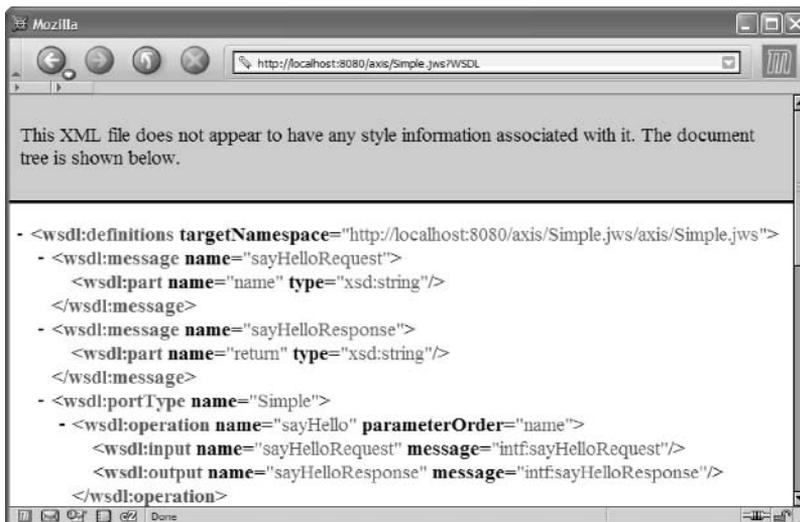 Mozilla
http://localhost:8080/axis/Simple.jws?WSDL
This XML file does not appear to have any style information associated with it. The document
tree is shown below.
- <wsdl:definitions targetNamespace="http://localhost:8080/axis/Simple.jws/axis/Simple.jws">
- <wsdl:message name="sayHelloRequest">
<wsdl:part name="name" type="xsd:string"/>
</wsdl:message>
- <wsdl:message name="sayHelloResponse">
<wsdl:part name="return" type="xsd:string"/>
</wsdl:message>
- <wsdl:portType name="Simple">
- <wsdl:operation name="sayHello" parameterOrder="name">
<wsdl:input name="sayHelloRequest" message="intf:sayHelloRequest"/>
<wsdl:output name="sayHelloResponse" message="intf:sayHelloResponse"/>
</wsdl:operation>
Done